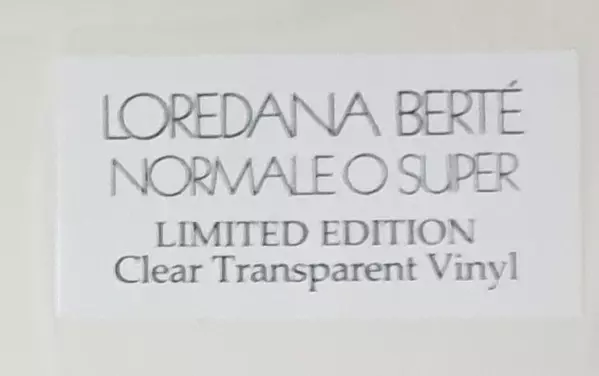 LOREDANA BERTÉ
NORMALE O SUPER
LIMITED EDITION
Clear Transparent Vinyl